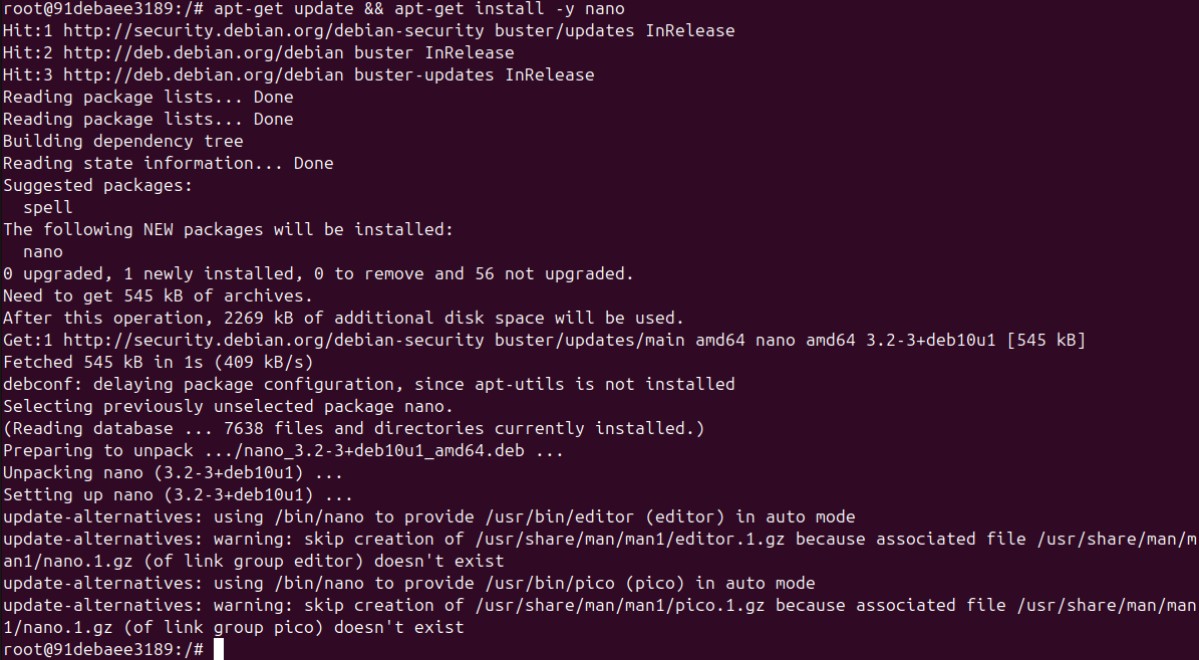 root@91debaee3189:/# apt-get update && apt-get install -y nano
Hit:1 http://security.debian.org/debian-security buster/updates InRelease
Hit:2 http://deb.debian.org/debian buster InRelease
Hit:3 http://deb.debian.org/debian buster-updates InRelease
Reading package lists... Done
Reading package lists... Done
Building dependency tree
Reading state information... Done
Suggested packages:
  spell
The following NEW packages will be installed:
  nano
0 upgraded, 1 newly installed, 0 to remove and 56 not upgraded.
Need to get 545 kB of archives.
After this operation, 2269 kB of additional disk space will be used.
Get:1 http://security.debian.org/debian-security buster/updates/main amd64 nano amd64 3.2-3+deb10u1 [545 kB]
Fetched 545 kB in 1s (409 kB/s)
debconf: delaying package configuration, since apt-utils is not installed
Selecting previously unselected package nano.
(Reading database ... 7638 files and directories currently installed.)
Preparing to unpack .../nano_3.2-3+deb10u1_amd64.deb ...
Unpacking nano (3.2-3+deb10u1) ...
Setting up nano (3.2-3+deb10u1) ...
update-alternatives: using /bin/nano to provide /usr/bin/editor (editor) in auto mode
update-alternatives: warning: skip creation of /usr/share/man/man1/editor.1.gz because associated file /usr/share/man/m
an1/nano.1.gz (of link group editor) doesn't exist
update-alternatives: using /bin/nano to provide /usr/bin/pico (pico) in auto mode
update-alternatives: warning: skip creation of /usr/share/man/man1/pico.1.gz because associated file /usr/share/man/man
1/nano.1.gz (of link group pico) doesn't exist
root@91debaee3189:/#